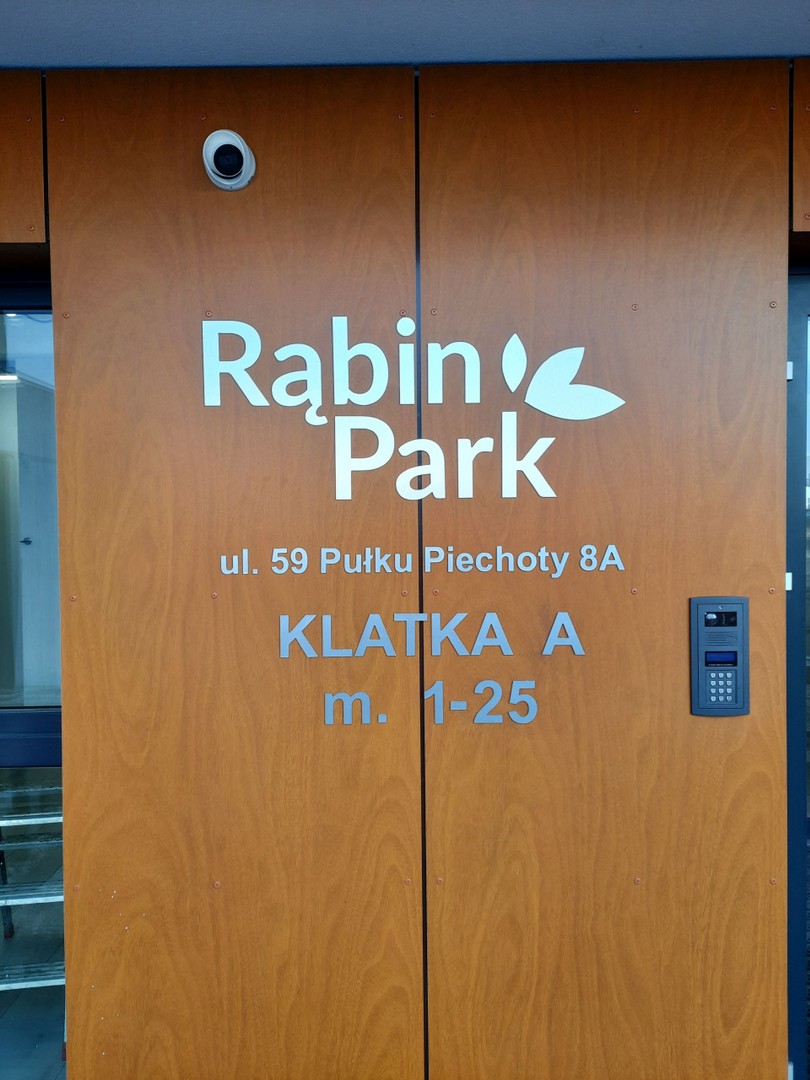 Rąbin
Park
ul. 59 Pułku Piechoty 8A
KLATKA A
m. 1-25